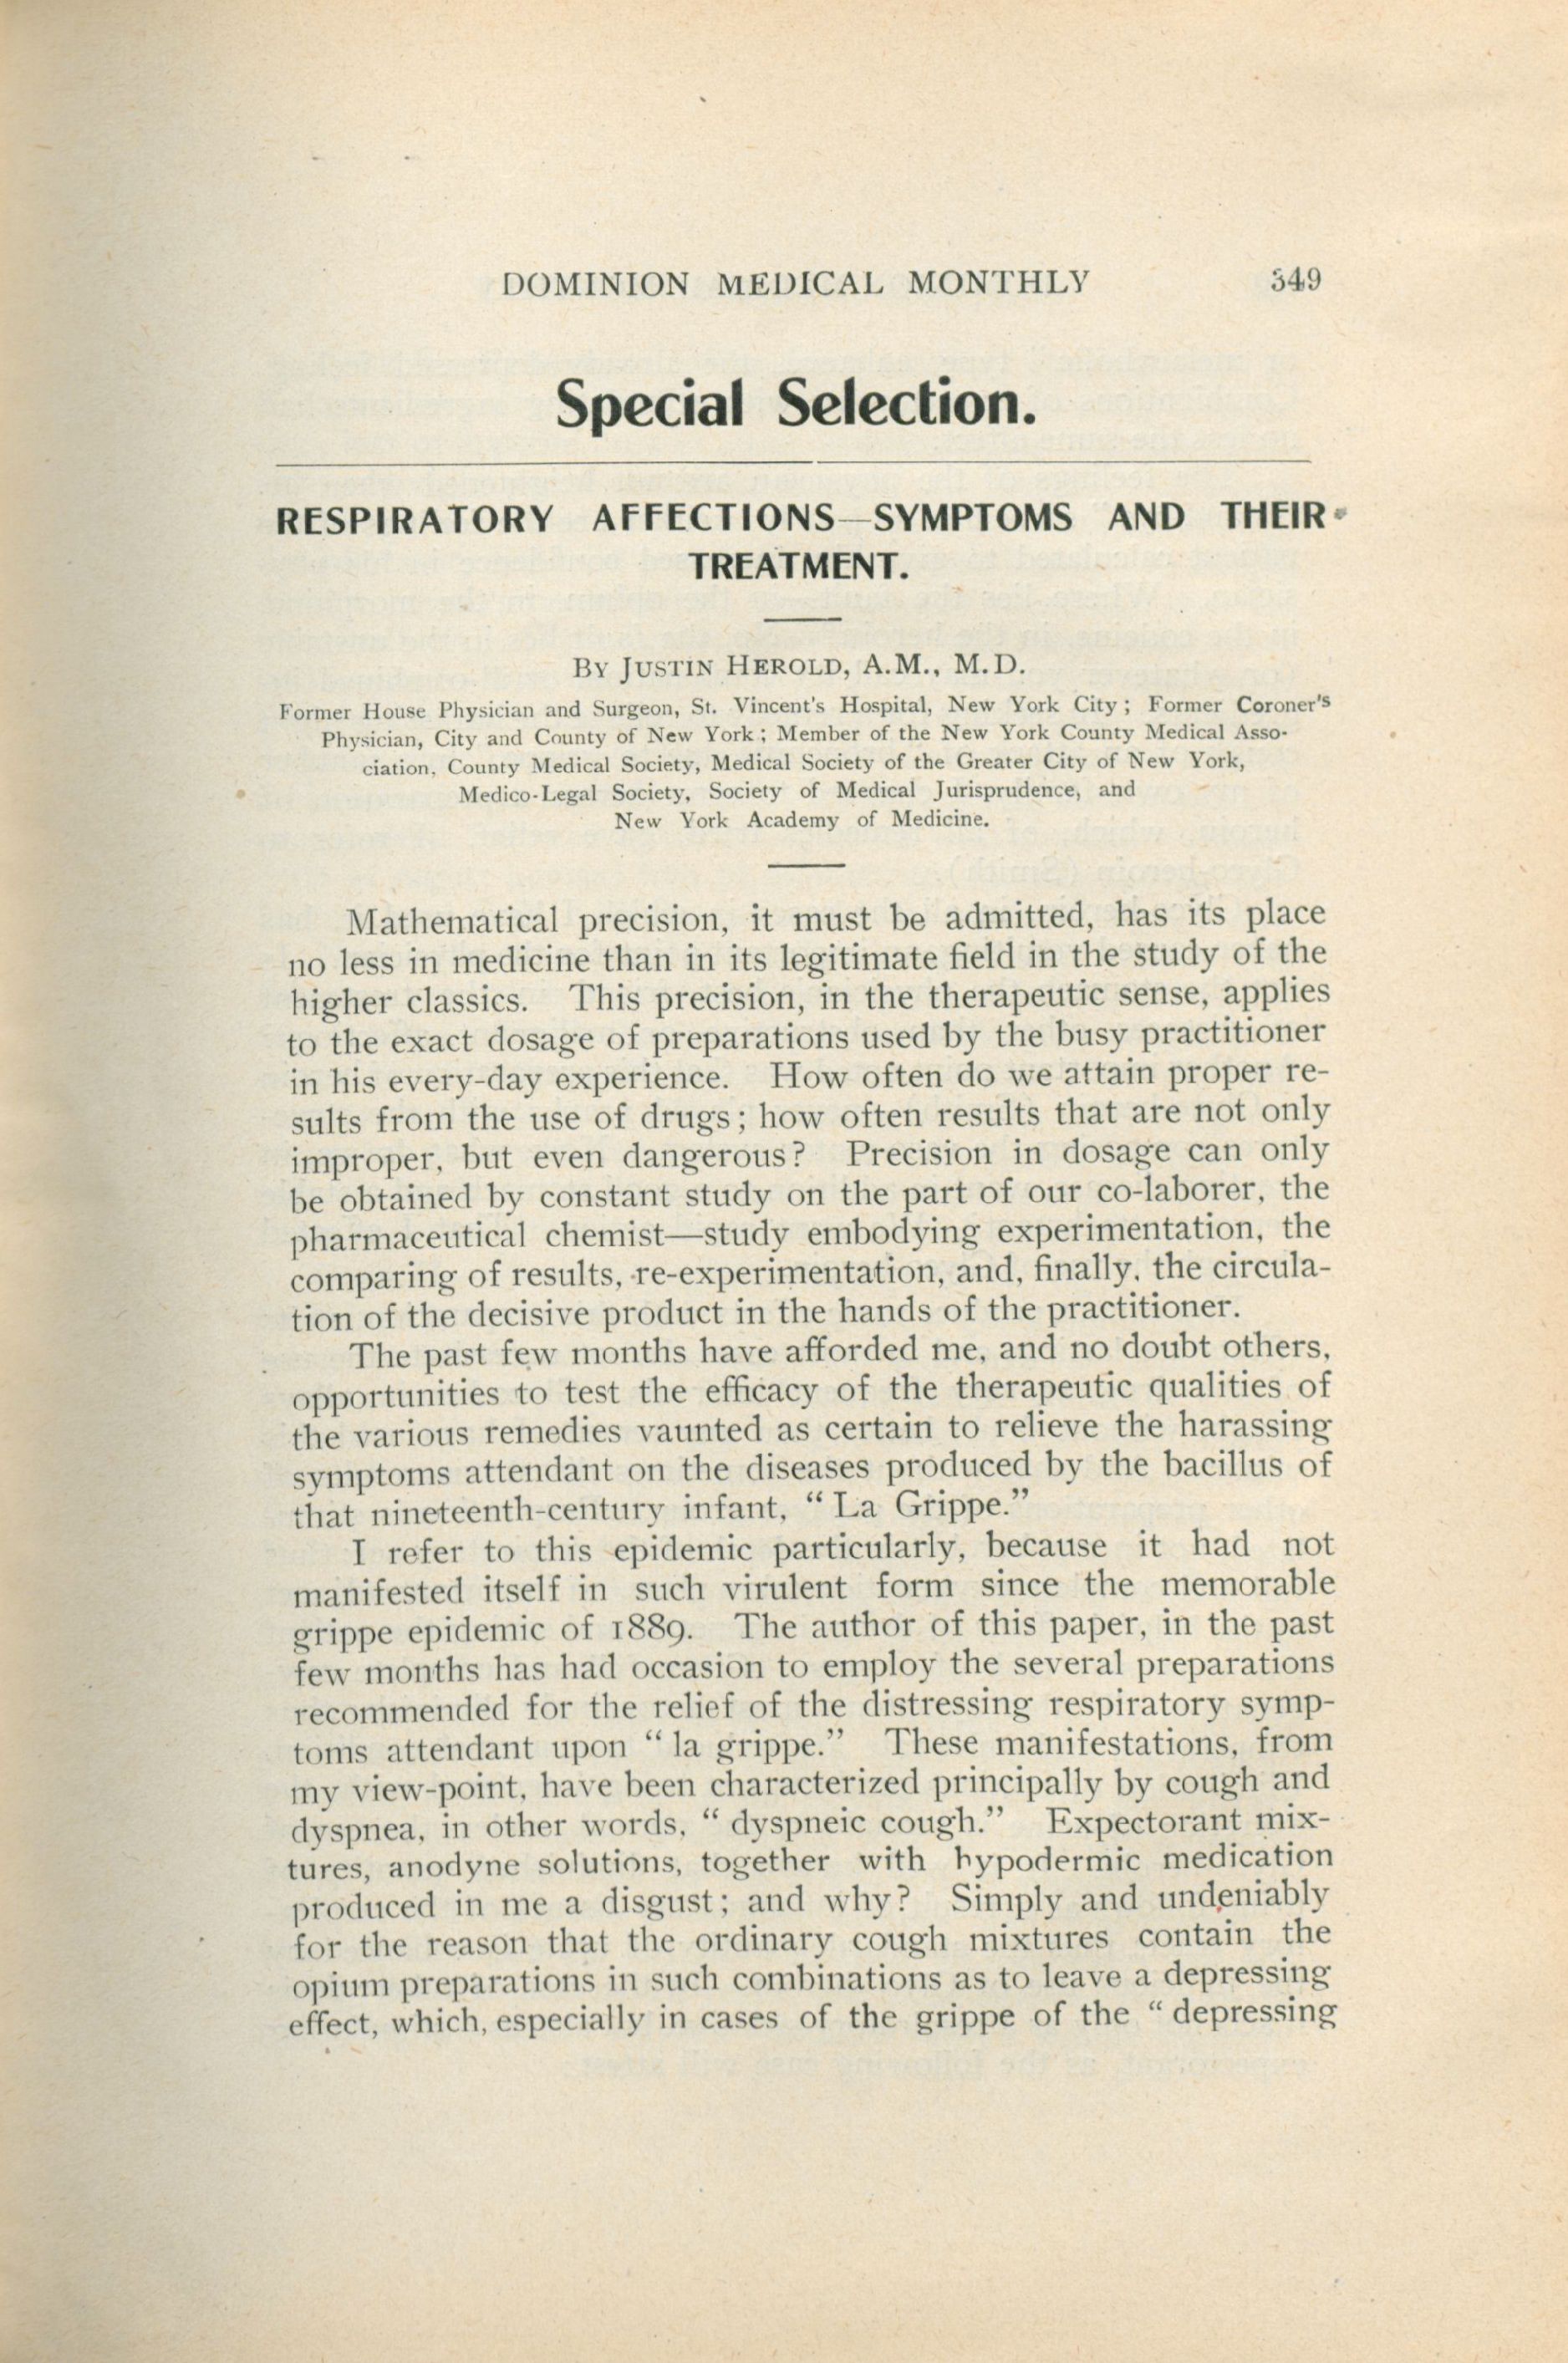 DOMINION MEDICAL MONTHLY 349
Special Selection.
RESPIRATORY AFFECTIONS—SYMPTOMS AND THEIR
TREATMENT.
By Justin Herold, A.M., M.D.
Former House Physician and Surgeon, St. Vincent's Hospital, New York City; Former Coroner's
Physician, City and County of New York; Member of the New York County Medical Asso-
ciation, County Medical Society, Medical Society of the Greater City of New York,
Medico-Legal Society, Society of Medical Jurisprudence, and
New York Academy of Medicine.
Mathematical precision, it must be admitted, has its place
no less in medicine than in its legitimate field in the study of the
higher classics. This precision, in the therapeutic sense, applies
to the exact dosage of preparations used by the busy practitioner
in his every-day experience. How often do we attain proper re-
sults from the use of drugs; how often results that are not only
improper, but even dangerous? Precision in dosage can only
be obtained by constant study on the part of our co-laborer, the
pharmaceutical chemist—study embodying experimentation, the
comparing of results, re-experimentation, and, finally, the circula-
tion of the decisive product in the hands of the practitioner.
The past few months have afforded me, and no doubt others,
opportunities to test the efficacy of the therapeutic qualities of
the various remedies vaunted as certain to relieve the harassing
symptoms attendant on the diseases produced by the bacillus of
that nineteenth-century infant, "La Grippe."
I refer to this epidemic particularly, because it had not
manifested itself in such virulent form since the memorable
grippe epidemic of 1889. The author of this paper, in the past
few months has had occasion to employ the several preparations
recommended for the relief of the distressing respiratory symp-
toms attendant upon "la grippe." These manifestations, from
my view-point, have been characterized principally by cough and
dyspnea, in other words, "dyspneic cough." Expectorant mix-
tures, anodyne solutions, together with hypodermic medication
produced in me a disgust; and why? Simply and undeniably
for the reason that the ordinary cough mixtures contain the
opium preparations in such combinations as to leave a depressing
effect, which, especially in cases of the grippe of the "depressing